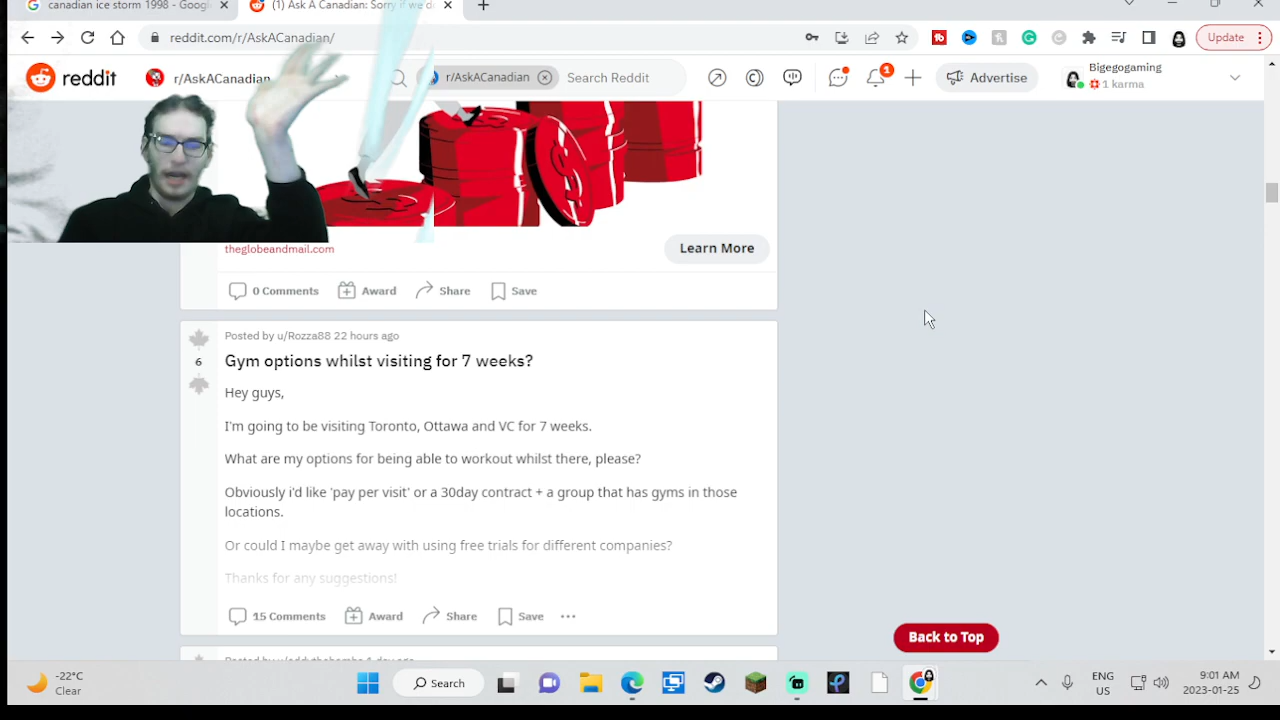 canadian ice storm 1998 - Googl
(1) Ask A Canadian: Sorry if we d
reddit.com/r/AskACanadian/
Update
reddit
r/AskACanadian
r/AskACanadian
Search Reddit
1
Advertise
Bigegogaming
1 karma
theglobeandmail.com
Learn More
0 Comments
Award
Share
Save
Posted by u/Rozza88 22 hours ago
6
Gym options whilst visiting for 7 weeks?
Hey guys,
I'm going to be visiting Toronto, Ottawa and VC for 7 weeks.
What are my options for being able to workout whilst there, please?
Obviously i'd like 'pay per visit' or a 30day contract + a group that has gyms in those
locations.
Or could I maybe get away with using free trials for different companies?
Thanks for any suggestions!
15 Comments
Award
Share
Save
Back to Top
Posted by 1 day ago
-22°C
Clear
Search
ENG
US
9:01 AM
2023-01-25